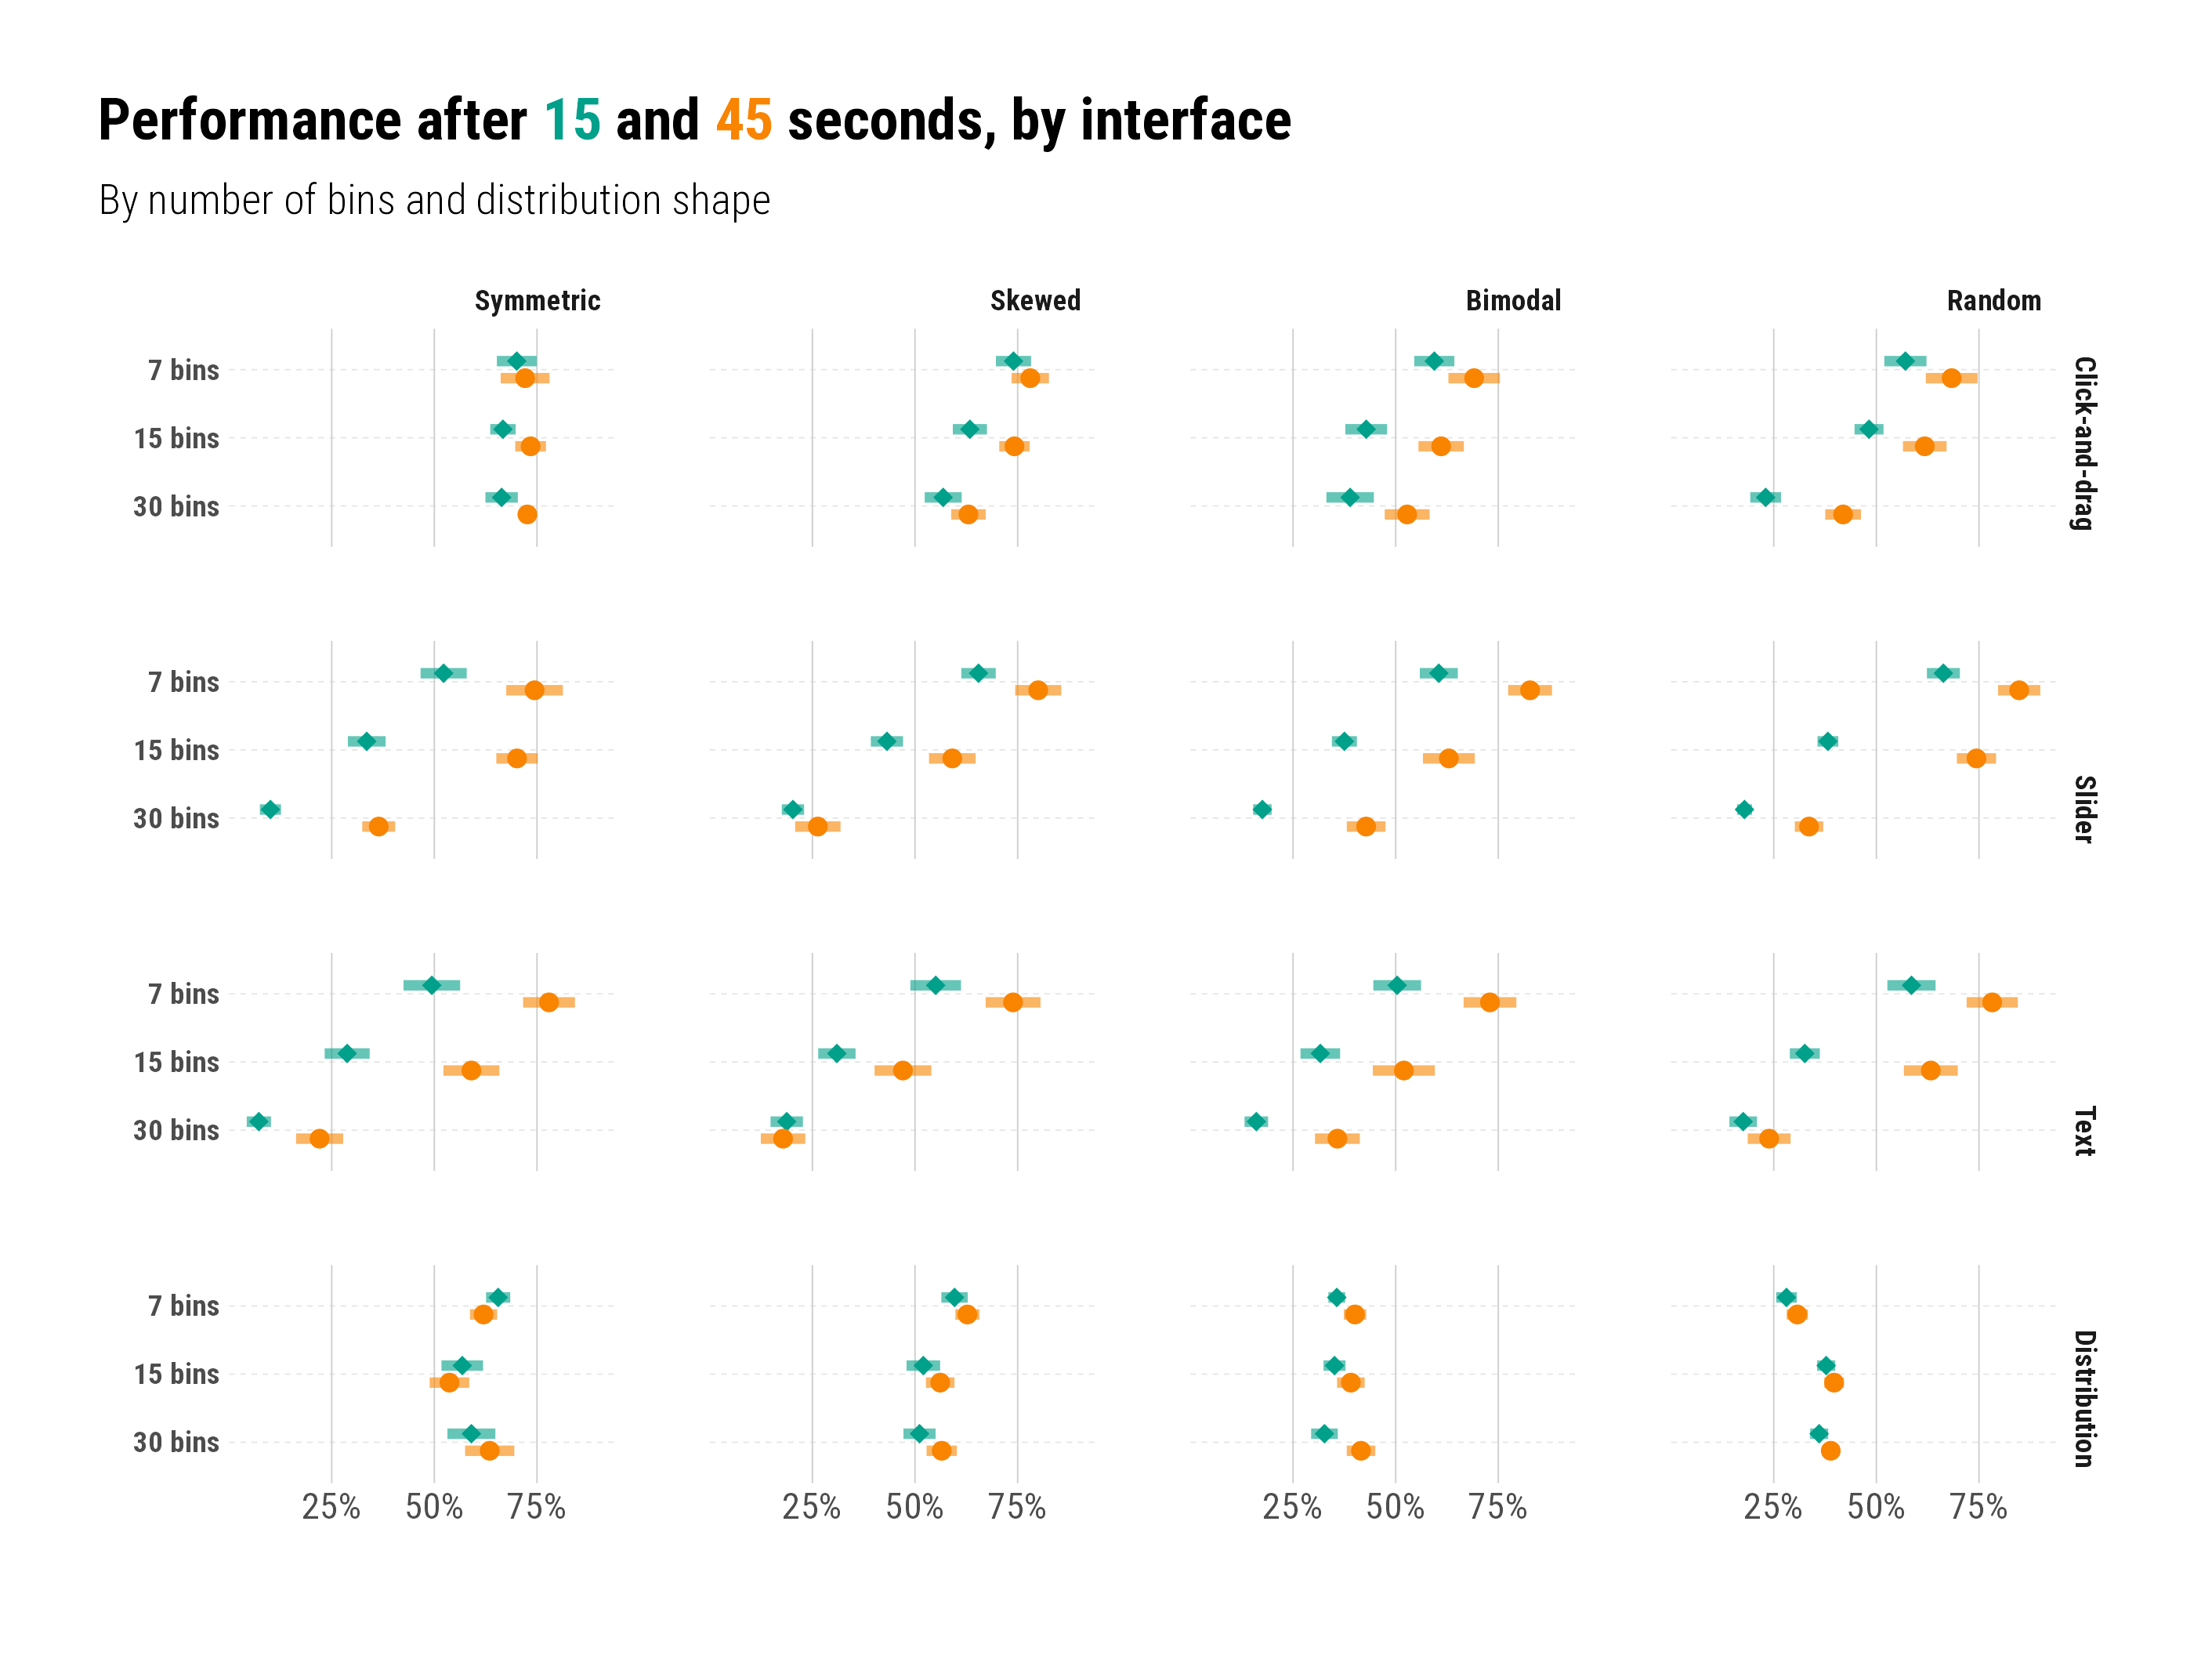 Performance after 15 and 45 seconds, by interface
By number of bins and distribution shape
Symmetric
Skewed
Bimodal
Random
7 bins
15 bins
30 bins
Click-and-drag
7 bins
15 bins
30 bins
Slider
7 bins
15 bins
30 bins
Text
7 bins
15 bins
30 bins
Distribution
25% 50% 75%
25% 50% 75%
25% 50% 75%
25% 50% 75%